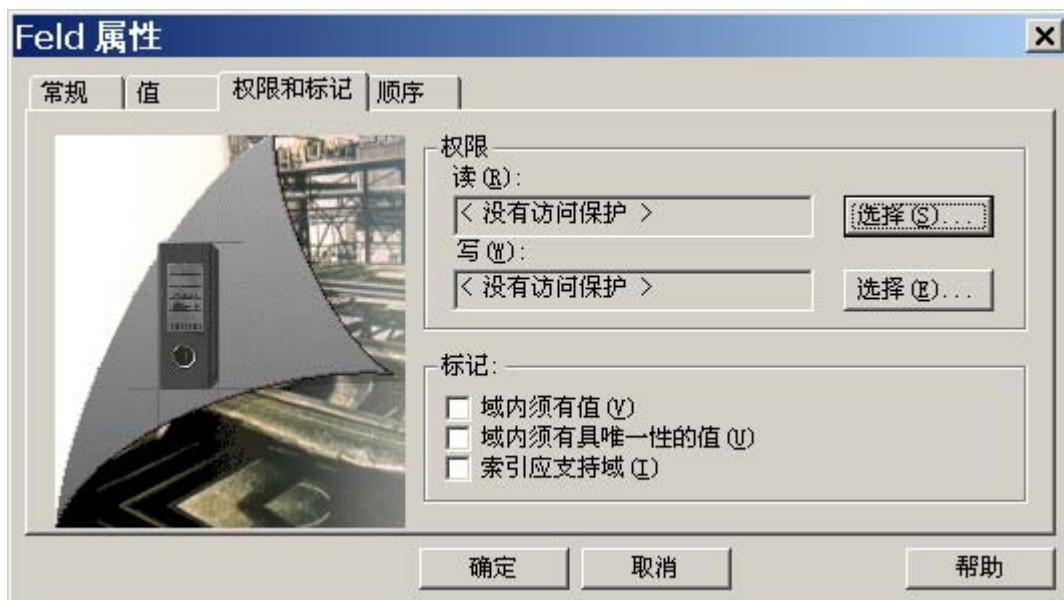 Feld 属性
常规 值 权限和标记 顺序
权限
读(R):
< 没有访问保护 >
选择(S)...
写(W):
< 没有访问保护 >
选择(E)...
标记:
域内须有值(V)
域内须有具唯一性的值(U)
索引应支持域(I)
确定 取消 帮助